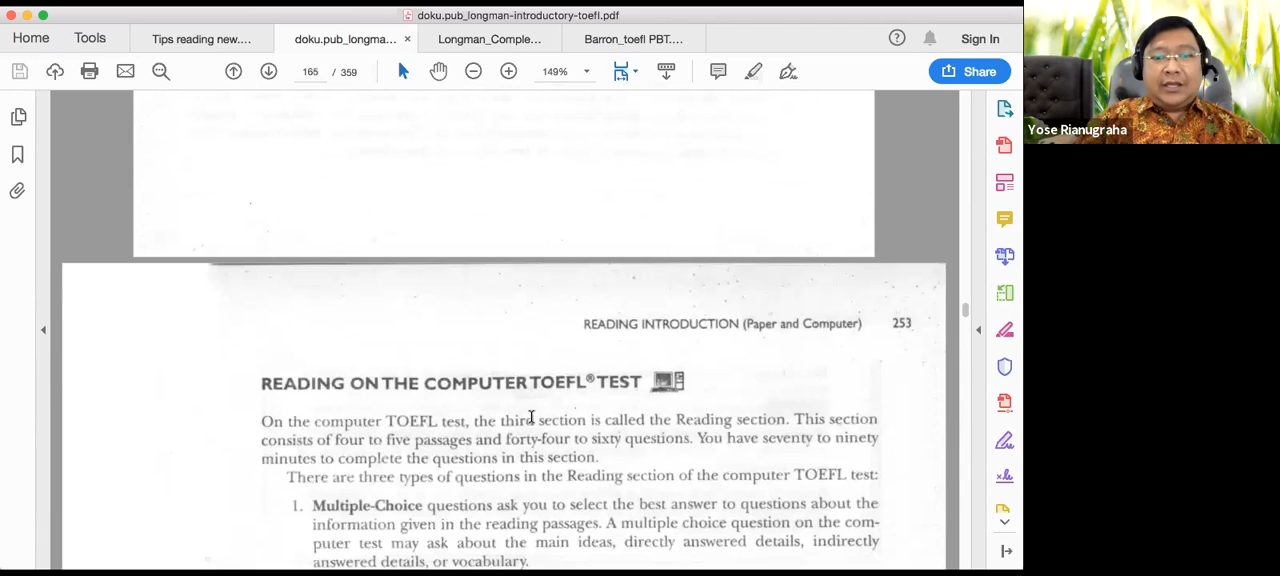 doku.pub_longman-introductory-toefl.pdf
Home Tools Tips reading new.... doku.pub_longma... × Longman_Comple... Barron_toefl PBT.... Sign In
165 / 359 149% Share
Yose Rianugraha
READING INTRODUCTION (Paper and Computer) 253
READING ON THE COMPUTER TOEFL® TEST
On the computer TOEFL test, the third section is called the Reading section. This section
consists of four to five passages and forty-four to sixty questions. You have seventy to ninety
minutes to complete the questions in this section.
There are three types of questions in the Reading section of the computer TOEFL test:
1. Multiple-Choice questions ask you to select the best answer to questions about the
information given in the reading passages. A multiple choice question on the com-
puter test may ask about the main ideas, directly answered details, indirectly
answered details, or vocabulary.